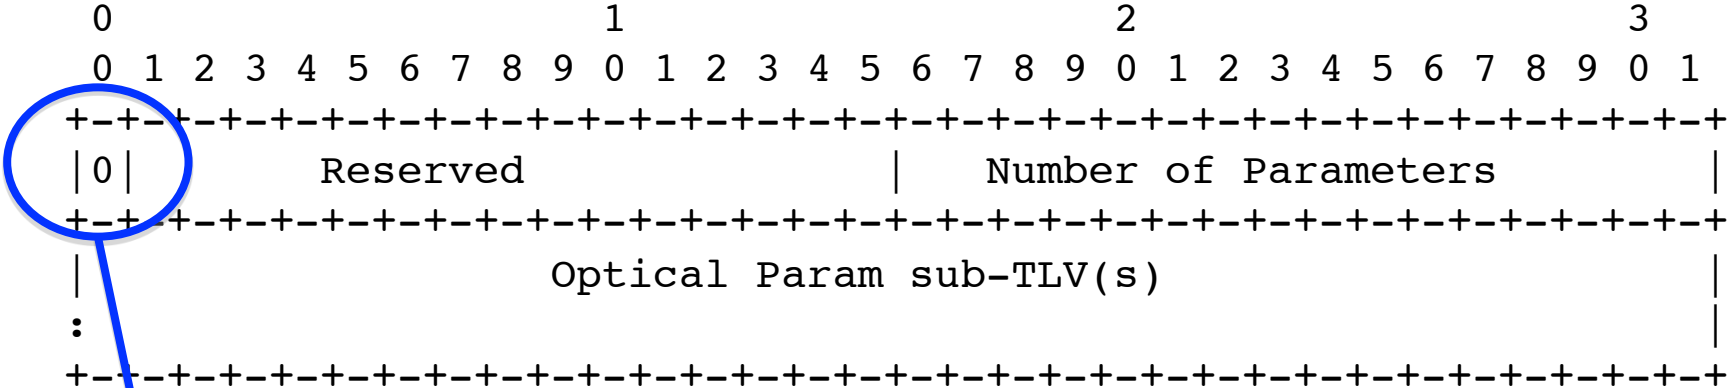 0                   1                   2                   3
0 1 2 3 4 5 6 7 8 9 0 1 2 3 4 5 6 7 8 9 0 1 2 3 4 5 6 7 8 9 0 1
+-+-+-+-+-+-+-+-+-+-+-+-+-+-+-+-+-+-+-+-+-+-+-+-+-+-+-+-+-+-+-+-+
|0|       Reserved              |   Number of Parameters        |
+-+-+-+-+-+-+-+-+-+-+-+-+-+-+-+-+-+-+-+-+-+-+-+-+-+-+-+-+-+-+-+-+
|                  Optical Param sub-TLV(s)                     |
:                                                               |
+-+-+-+-+-+-+-+-+-+-+-+-+-+-+-+-+-+-+-+-+-+-+-+-+-+-+-+-+-+-+-+-+